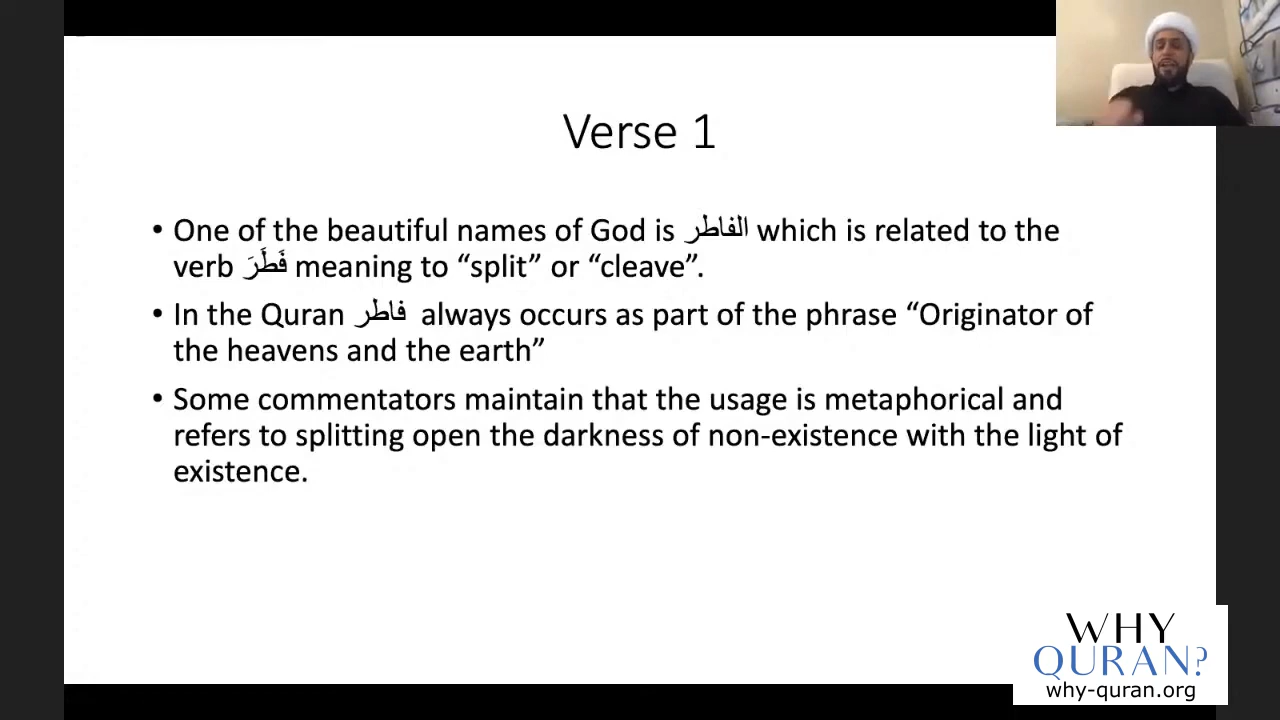 Verse 1
• One of the beautiful names of God is الفاطر which is related to the
verb فَطَرَ meaning to “split” or “cleave”.
• In the Quran فاطر always occurs as part of the phrase “Originator of
the heavens and the earth”
• Some commentators maintain that the usage is metaphorical and
refers to splitting open the darkness of non-existence with the light of
existence.
WHY
QURAN?
why-quran.org